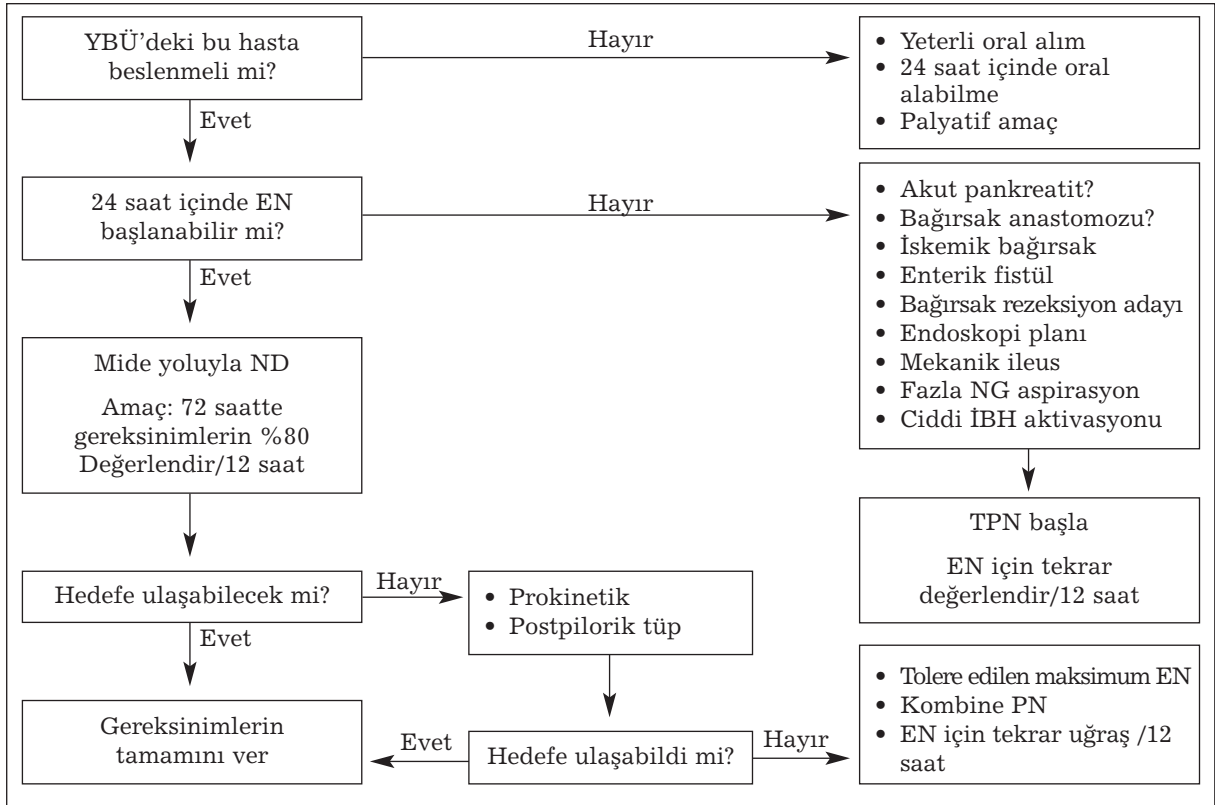 YBÜ’deki bu hasta
beslenmeli mi?
Hayır
• Yeterli oral alım
• 24 saat içinde oral
alabilme
• Palyatif amaç
Evet
24 saat içinde EN
başlanabilir mi?
Hayır
• Akut pankreatit?
• Bağırsak anastomozu?
• İskemik bağırsak
• Enterik fistül
• Bağırsak rezeksiyon adayı
• Endoskopi planı
• Mekanik ileus
• Fazla NG aspirasyon
• Ciddi İBH aktivasyonu
Evet
Mide yoluyla ND
Amaç: 72 saatte
gereksinimlerin %80
Değerlendir/12 saat
TPN başla
EN için tekrar
değerlendir/12 saat
Hedefe ulaşabilecek mi?
Hayır
• Prokinetik
• Postpilorik tüp
Evet
Gereksinimlerin
tamamını ver
Evet
Hedefe ulaşabildi mi?
Hayır
• Tolere edilen maksimum EN
• Kombine PN
• EN için tekrar uğraş /12
saat